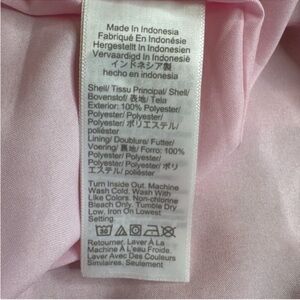 Made In Indonesia
Fabriqué En Indonésie
Hergestellt In Indonesien
Vervaardigd In Indonesië
インドネシア製
hecho en indonesia
Shell/ Tissu Principal/ Shell/
Bovenstof/ 表地/ Tela
Exterior: 100% Polyester/
Polyester/ Polyester/
Polyester/ ポリエステル/
poliéster
Lining/ Doublure/ Futter/
Voering/ 裏地/ Forro: 100%
Polyester/ Polyester/
Polyester/ Polyester/ ポリ
エステル/ poliéster
Turn Inside Out. Machine
Wash Cold. Wash With
Like Colors. Non-chlorine
Bleach Only. Tumble Dry
Low. Iron On Lowest
Setting.
Retourner. Laver À La
Machine À L'eau Froide.
Laver Avec Des Couleurs
Similaires. Seulement